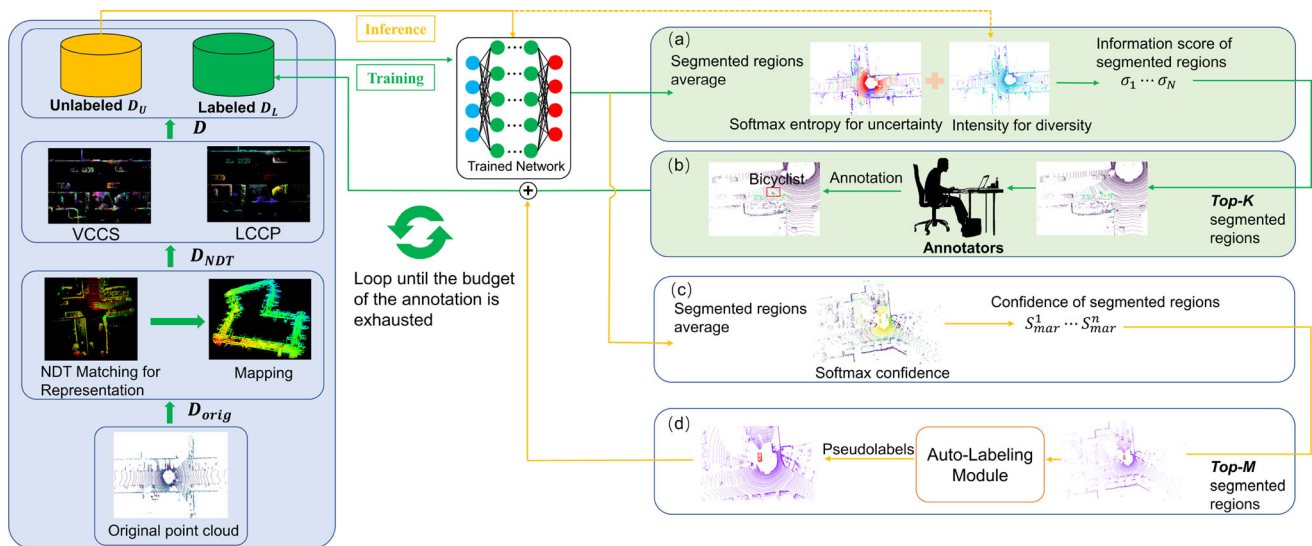 Unlabeled D_U
Labeled D_L
D
VCCS
LCCP
D_NDT
NDT Matching for
Representation
Mapping
D_orig
Original point cloud
Inference
Training
Trained Network
Loop until the budget
of the annotation is
exhausted
(a)
Segmented regions
average
Softmax entropy for uncertainty
Intensity for diversity
Information score of
segmented regions
σ_1 ⋯ σ_N
(b)
Bicyclist
Annotation
Annotators
Top-K
segmented
regions
(c)
Segmented regions
average
Softmax confidence
Confidence of segmented regions
S_mar^1 ⋯ S_mar^n
(d)
Pseudolabels
Auto-Labeling
Module
Top-M
segmented
regions